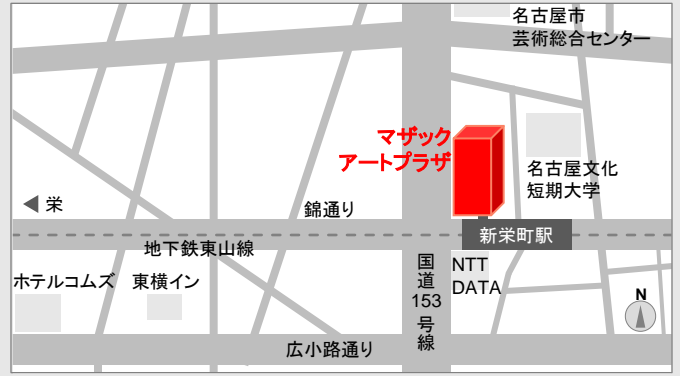 名古屋市
芸術総合センター
マザック
アートプラザ
名古屋文化
短期大学
栄
錦通り
新栄町駅
地下鉄東山線
国道153号線
NTT
DATA
ホテルコムズ
東横イン
N
広小路通り